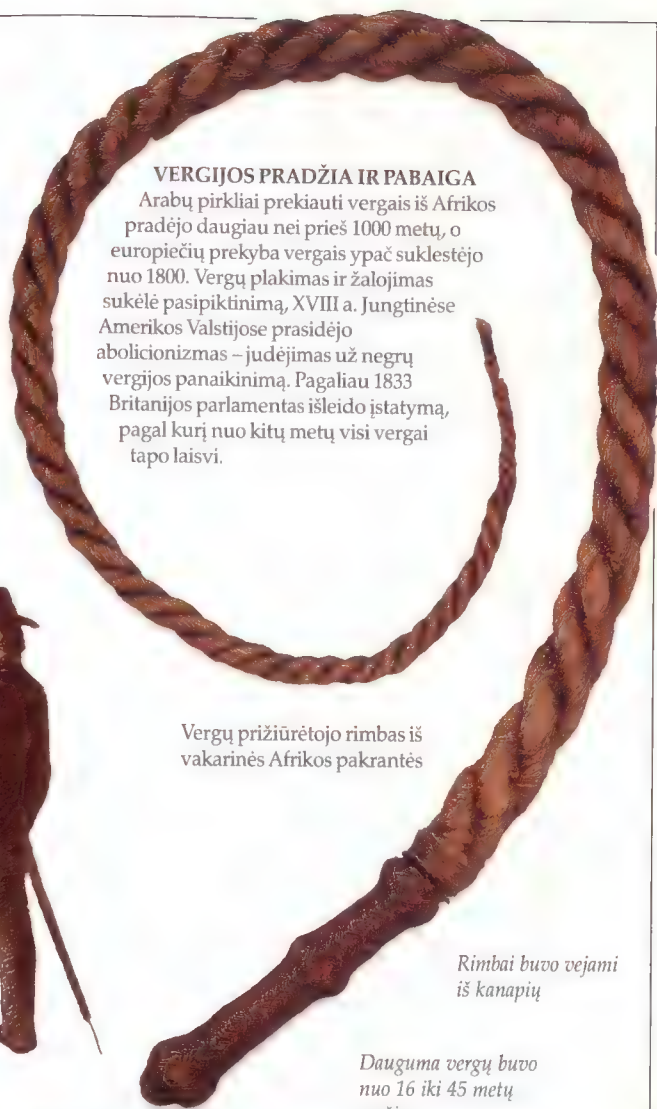 VERGIJOS PRADŽIA IR PABAIGA
Arabų pirkliai prekiauti vergais iš Afrikos
pradėjo daugiau nei prieš 1000 metų, o
europiečių prekyba vergais ypač suklestėjo
nuo 1800. Vergų plakimas ir žalojimas
sukėlė pasipiktinimą, XVIII a. Jungtinėse
Amerikos Valstijose prasidėjo
abolicionizmas – judėjimas už negrų
vergijos panaikinimą. Pagaliau 1833
Britanijos parlamentas išleido įstatymą,
pagal kurį nuo kitų metų visi vergai
tapo laisvi.
Vergų prižiūrėtojo rimbas iš
vakarinės Afrikos pakrantės
Rimbai buvo vejami
iš kanapių
Dauguma vergų buvo
nuo 16 iki 45 metų